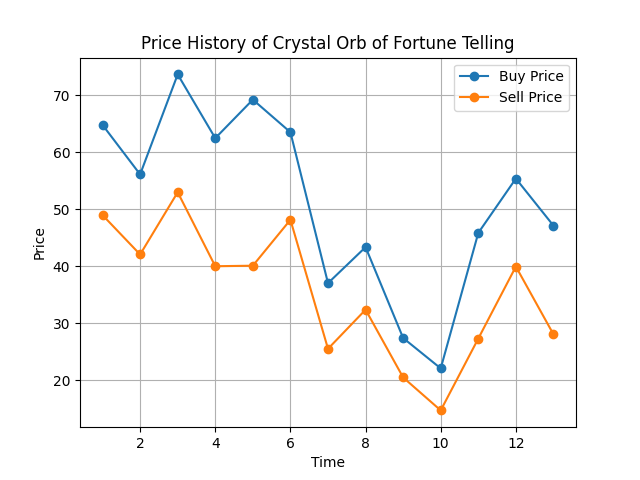 Price History of Crystal Orb of Fortune Telling
Buy Price
Sell Price
70
60
50
40
30
20
Price
2 4 6 8 10 12
Time